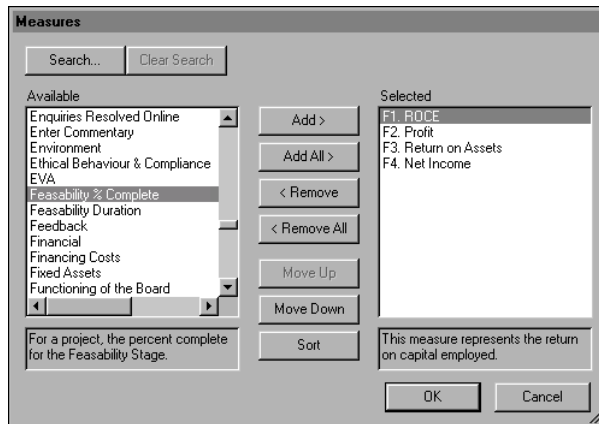 Measures
Search...
Clear Search
Available
Enquiries Resolved Online
Enter Commentary
Environment
Ethical Behaviour & Compliance
EVA
Feasability % Complete
Feasability Duration
Feedback
Financial
Financing Costs
Fixed Assets
Functioning of the Board
For a project, the percent complete
for the Feasability Stage.
Add >
Add All >
< Remove
< Remove All
Move Up
Move Down
Sort
Selected
F1. ROCE
F2. Profit
F3. Return on Assets
F4. Net Income
This measure represents the return
on capital employed.
OK
Cancel